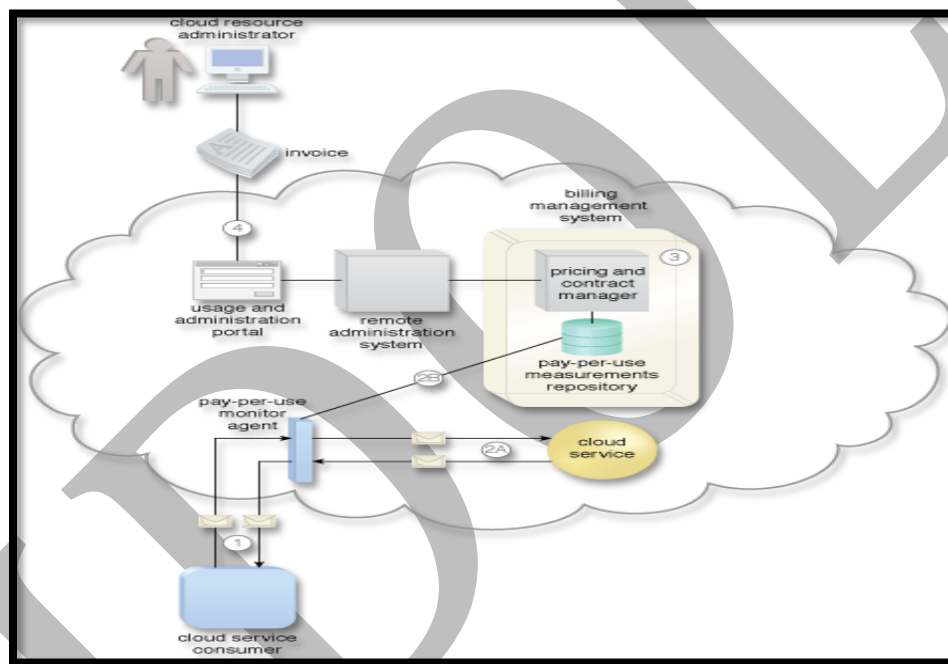 cloud resource
administrator
invoice
billing
management
system
4
3
pricing and
contract
manager
usage and
administration
portal
remote
administration
system
pay-per-use
measurements
repository
2B
pay-per-use
monitor
agent
cloud
service
2A
1
cloud service
consumer